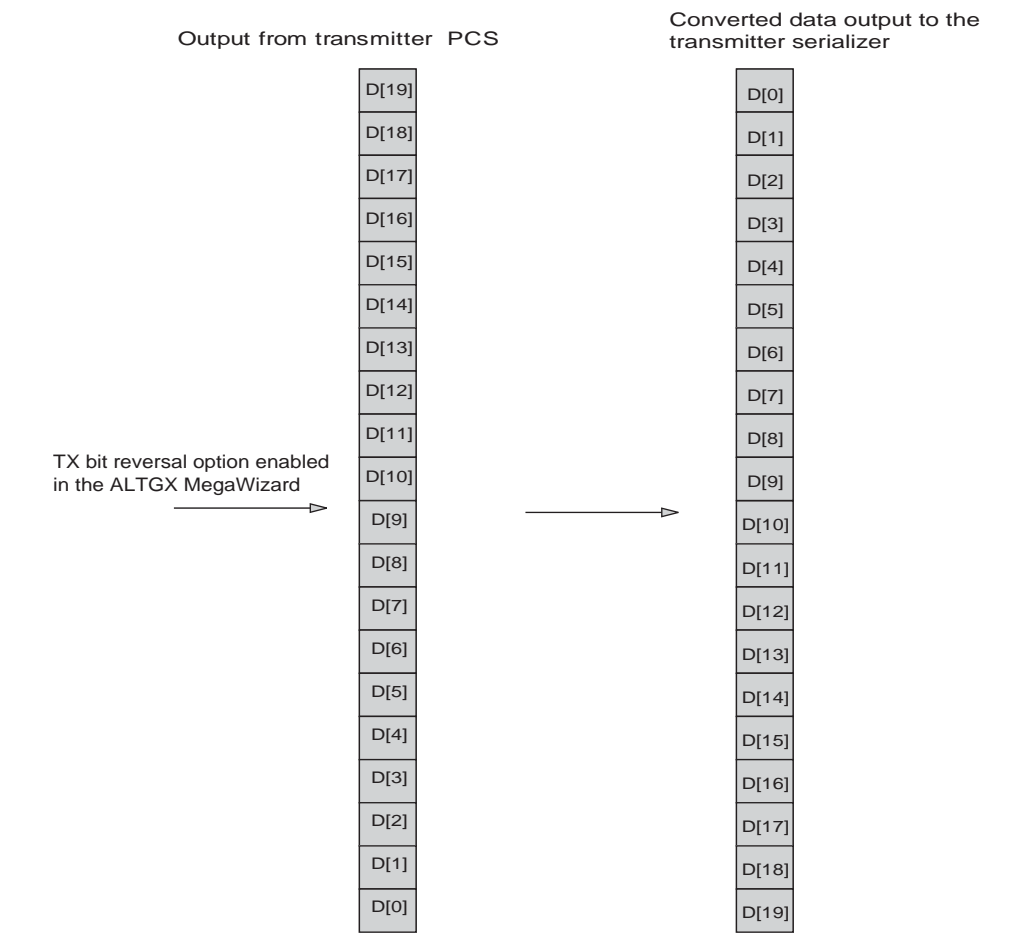 Output from transmitter PCS
Converted data output to the
transmitter serializer
D[19]
D[18]
D[17]
D[16]
D[15]
D[14]
D[13]
D[12]
D[11]
D[10]
D[9]
D[8]
D[7]
D[6]
D[5]
D[4]
D[3]
D[2]
D[1]
D[0]
TX bit reversal option enabled
in the ALTGX MegaWizard
D[0]
D[1]
D[2]
D[3]
D[4]
D[5]
D[6]
D[7]
D[8]
D[9]
D[10]
D[11]
D[12]
D[13]
D[14]
D[15]
D[16]
D[17]
D[18]
D[19]